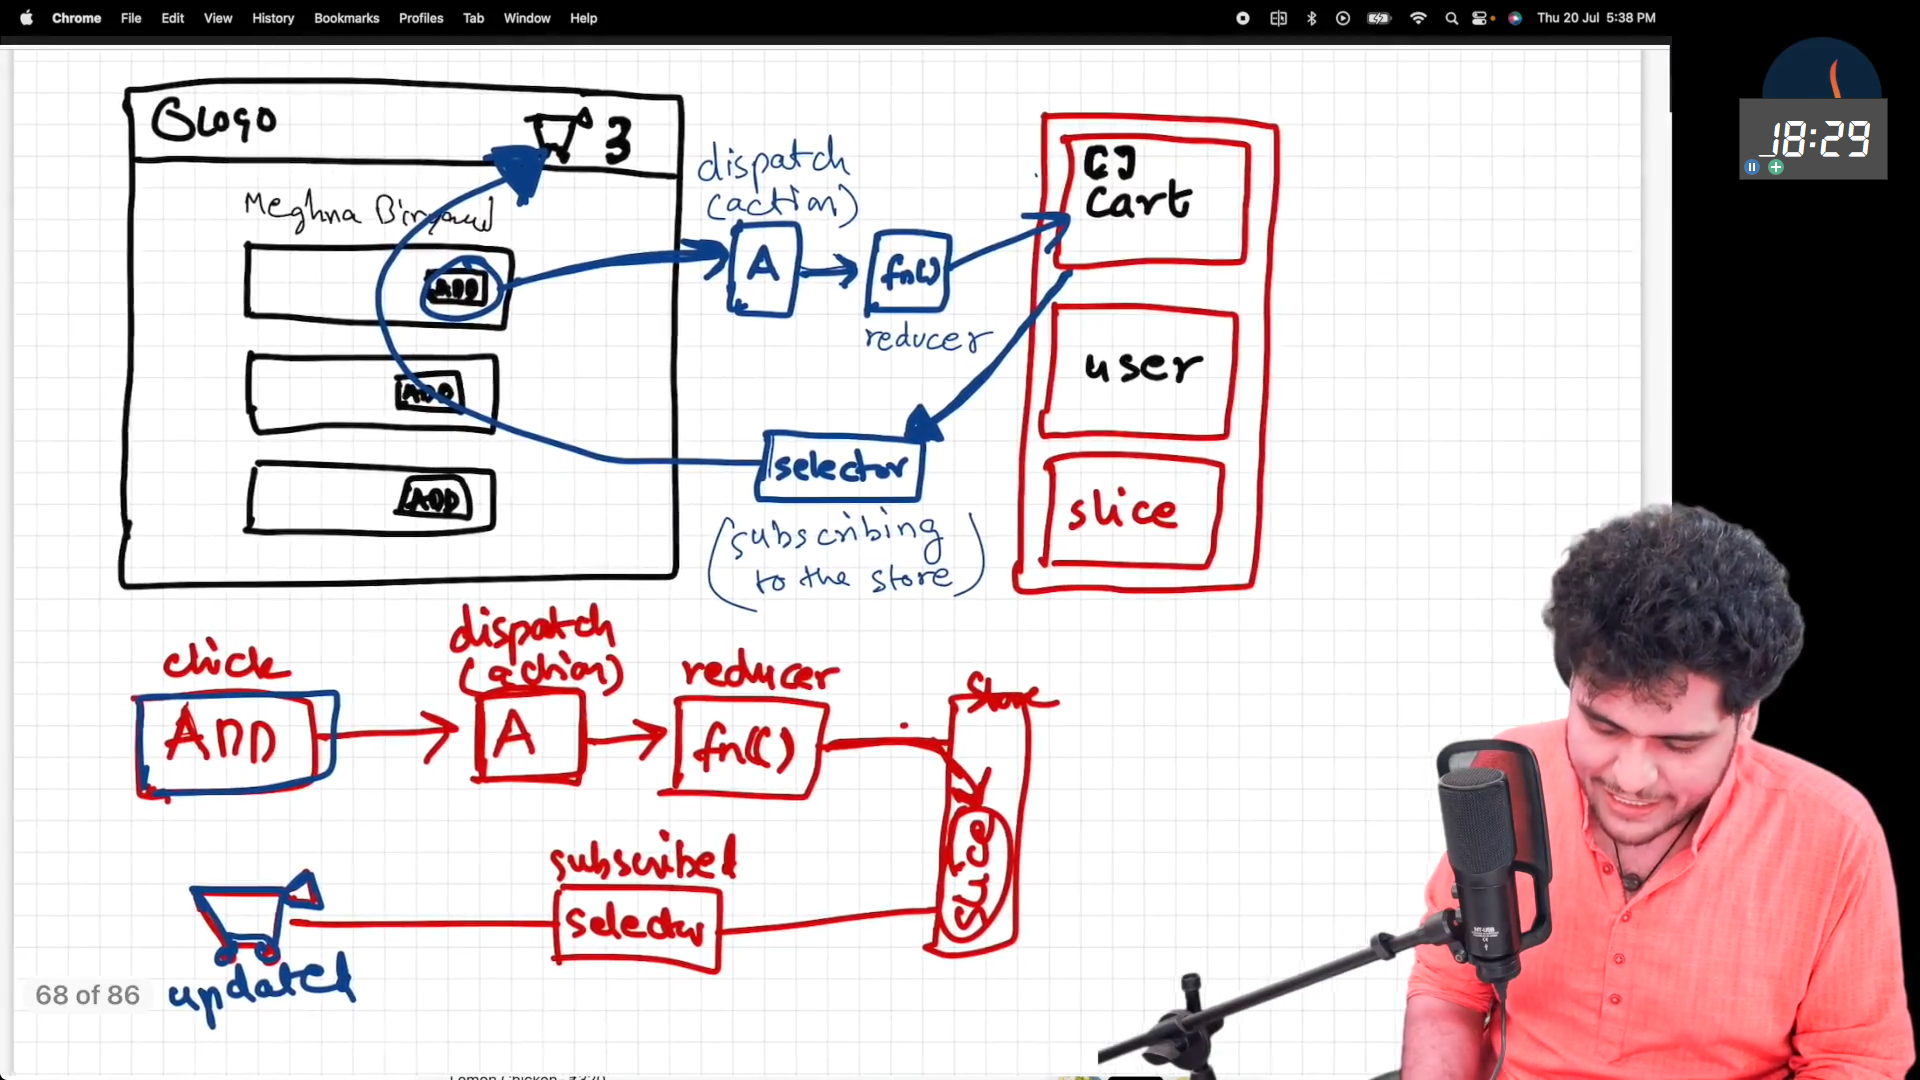 Chrome File Edit View History Bookmarks Profiles Tab Window Help
Thu 20 Jul 5:38 PM
18:29
Logo
3
Meghna
ADD
ADD
ADD
dispatch
(action)
A
fn()
reducer
selector
(subscribing
to the store)
[]
Cart
user
slice
click
ADD
dispatch
(action)
A
reducer
fn()
Store
slice
subscribed
selector
updated
68 of 86